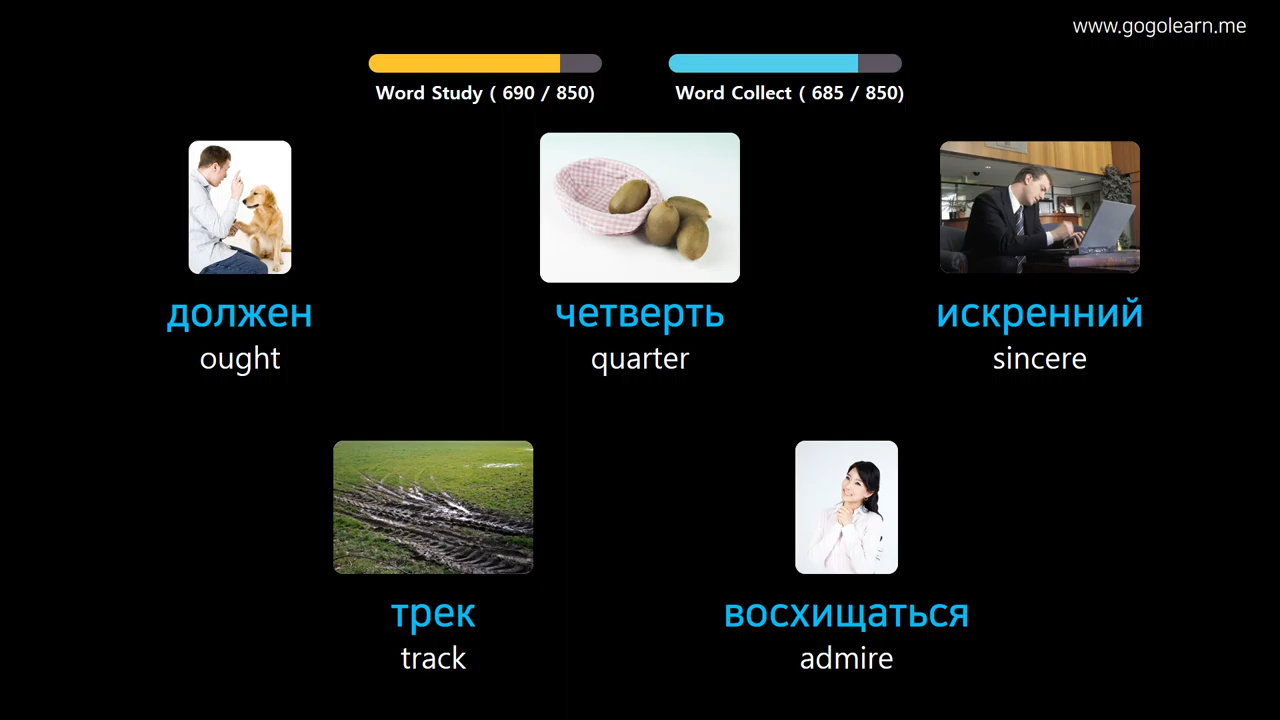 www.gogolearn.me
Word Study ( 690 / 850)
Word Collect ( 685 / 850)
должен
ought
четверть
quarter
искренний
sincere
трек
track
восхищаться
admire